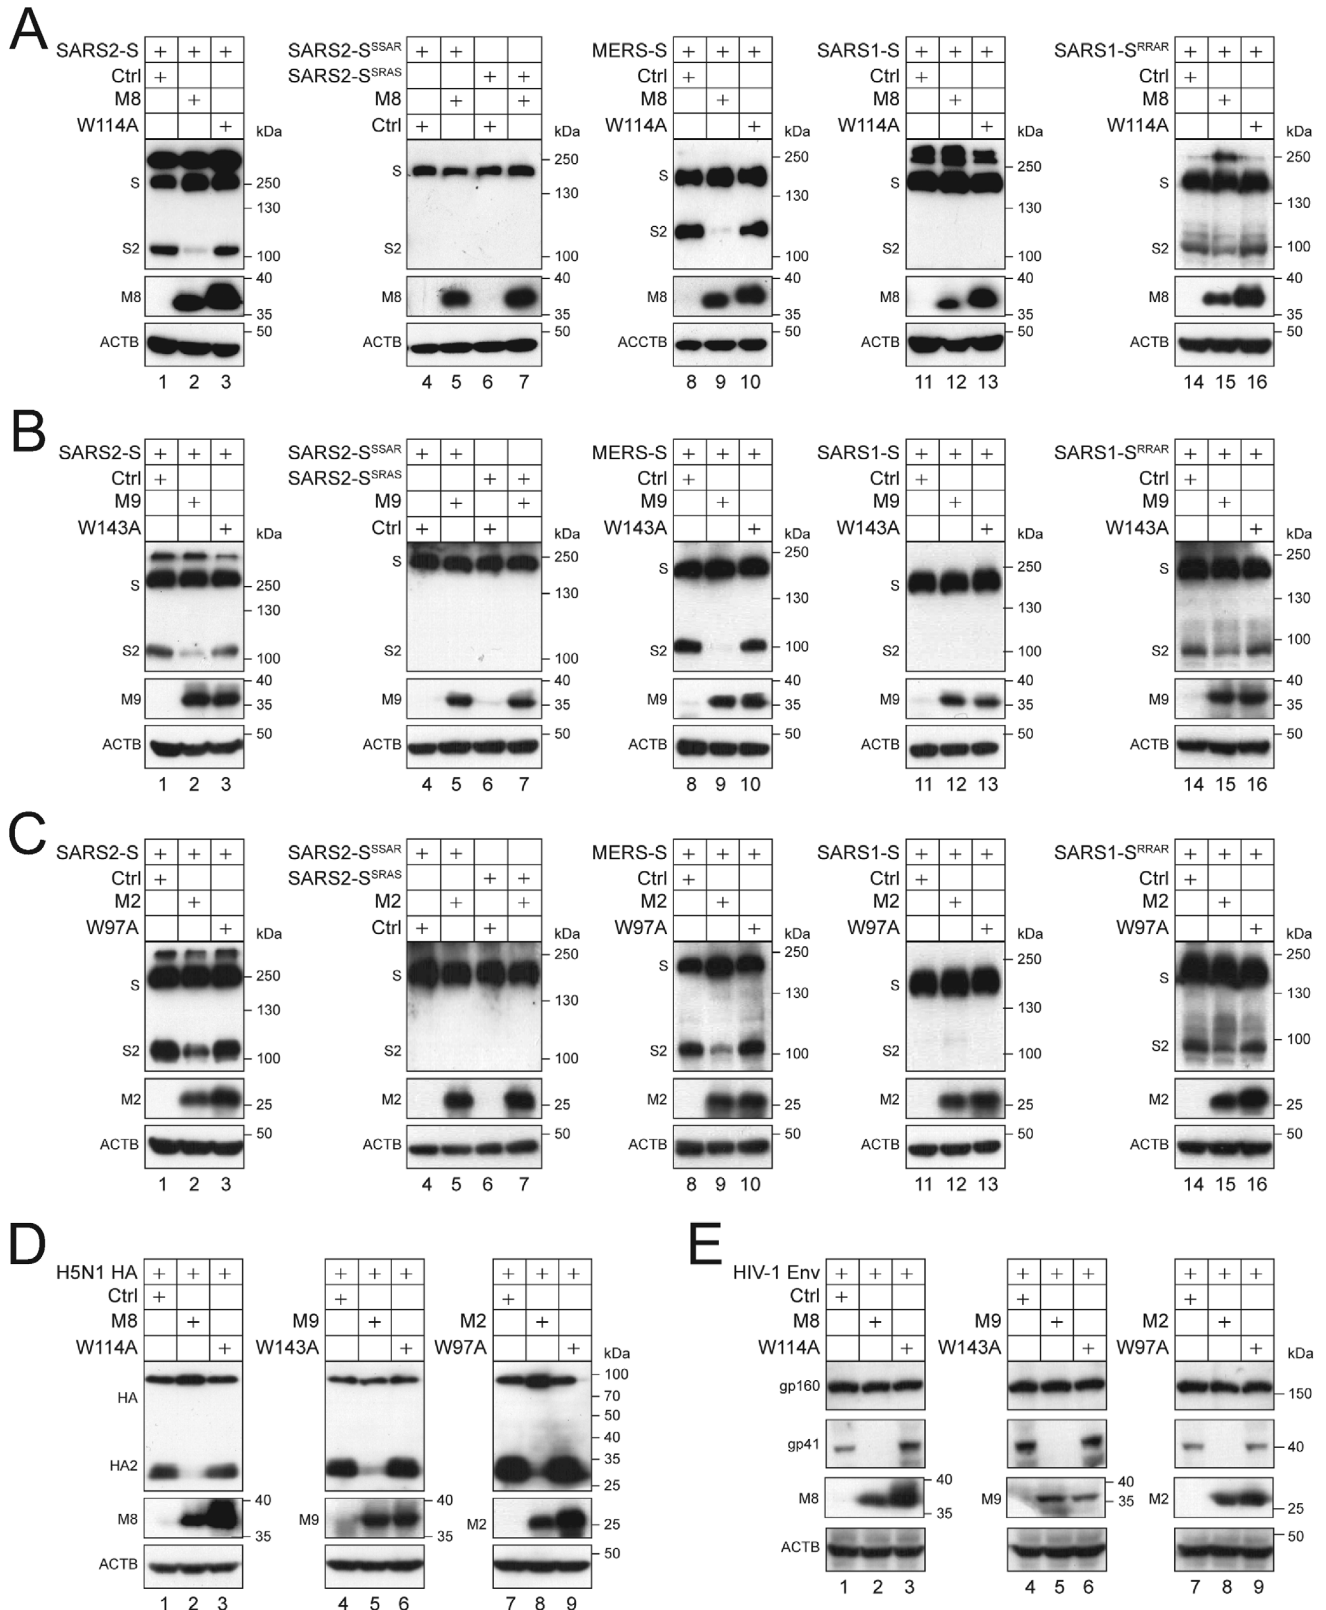 A
SARS2-S + + +
Ctrl +
M8 +
W114A +
kDa
S
250
130
S2
100
M8
40
35
ACTB
50
1 2 3
SARS2-S^SSAR + +
SARS2-S^SRAS + +
M8 + +
Ctrl + +
kDa
S
250
130
S2
100
M8
40
35
ACTB
50
4 5 6 7
MERS-S + + +
Ctrl +
M8 +
W114A +
kDa
S
250
130
S2
100
M8
40
35
ACCTB
50
8 9 10
SARS1-S + + +
Ctrl +
M8 +
W114A +
kDa
S
250
130
S2
100
M8
40
35
ACTB
50
11 12 13
SARS1-S^RRAR + + +
Ctrl +
M8 +
W114A +
kDa
S
250
130
S2
100
M8
40
35
ACTB
50
14 15 16
B
SARS2-S + + +
Ctrl +
M9 +
W143A +
kDa
S
250
130
S2
100
M9
40
35
ACTB
50
1 2 3
SARS2-S^SSAR + +
SARS2-S^SRAS + +
M9 + +
Ctrl + +
kDa
S
250
130
S2
100
M9
40
35
ACTB
50
4 5 6 7
MERS-S + + +
Ctrl +
M9 +
W143A +
kDa
S
250
130
S2
100
M9
40
35
ACTB
50
8 9 10
SARS1-S + + +
Ctrl +
M9 +
W143A +
kDa
S
250
130
S2
100
M9
40
35
ACTB
50
11 12 13
SARS1-S^RRAR + + +
Ctrl +
M9 +
W143A +
kDa
S
250
130
S2
100
M9
40
35
ACTB
50
14 15 16
C
SARS2-S + + +
Ctrl +
M2 +
W97A +
kDa
S
250
130
S2
100
M2
25
ACTB
50
1 2 3
SARS2-S^SSAR + +
SARS2-S^SRAS + +
M2 + +
Ctrl + +
kDa
S
250
130
S2
100
M2
25
ACTB
50
4 5 6 7
MERS-S + + +
Ctrl +
M2 +
W97A +
kDa
S
250
130
S2
100
M2
25
ACTB
50
8 9 10
SARS1-S + + +
Ctrl +
M2 +
W97A +
kDa
S
250
130
S2
100
M2
25
ACTB
50
11 12 13
SARS1-S^RRAR + + +
Ctrl +
M2 +
W97A +
kDa
S
250
130
S2
100
M2
25
ACTB
50
14 15 16
D
H5N1 HA + + +
Ctrl +
M8 +
W114A +
HA
HA2
M8
40
35
ACTB
1 2 3
+ + +
+
M9 +
W143A +
M9
40
35
4 5 6
+ + +
+
M2 +
W97A +
kDa
100
70
50
40
35
25
M2
25
50
7 8 9
E
HIV-1 Env + + +
Ctrl +
M8 +
W114A +
gp160
gp41
M8
40
35
ACTB
1 2 3
+ + +
+
M9 +
W143A +
M9
40
35
4 5 6
+ + +
+
M2 +
W97A +
kDa
150
40
M2
25
50
7 8 9